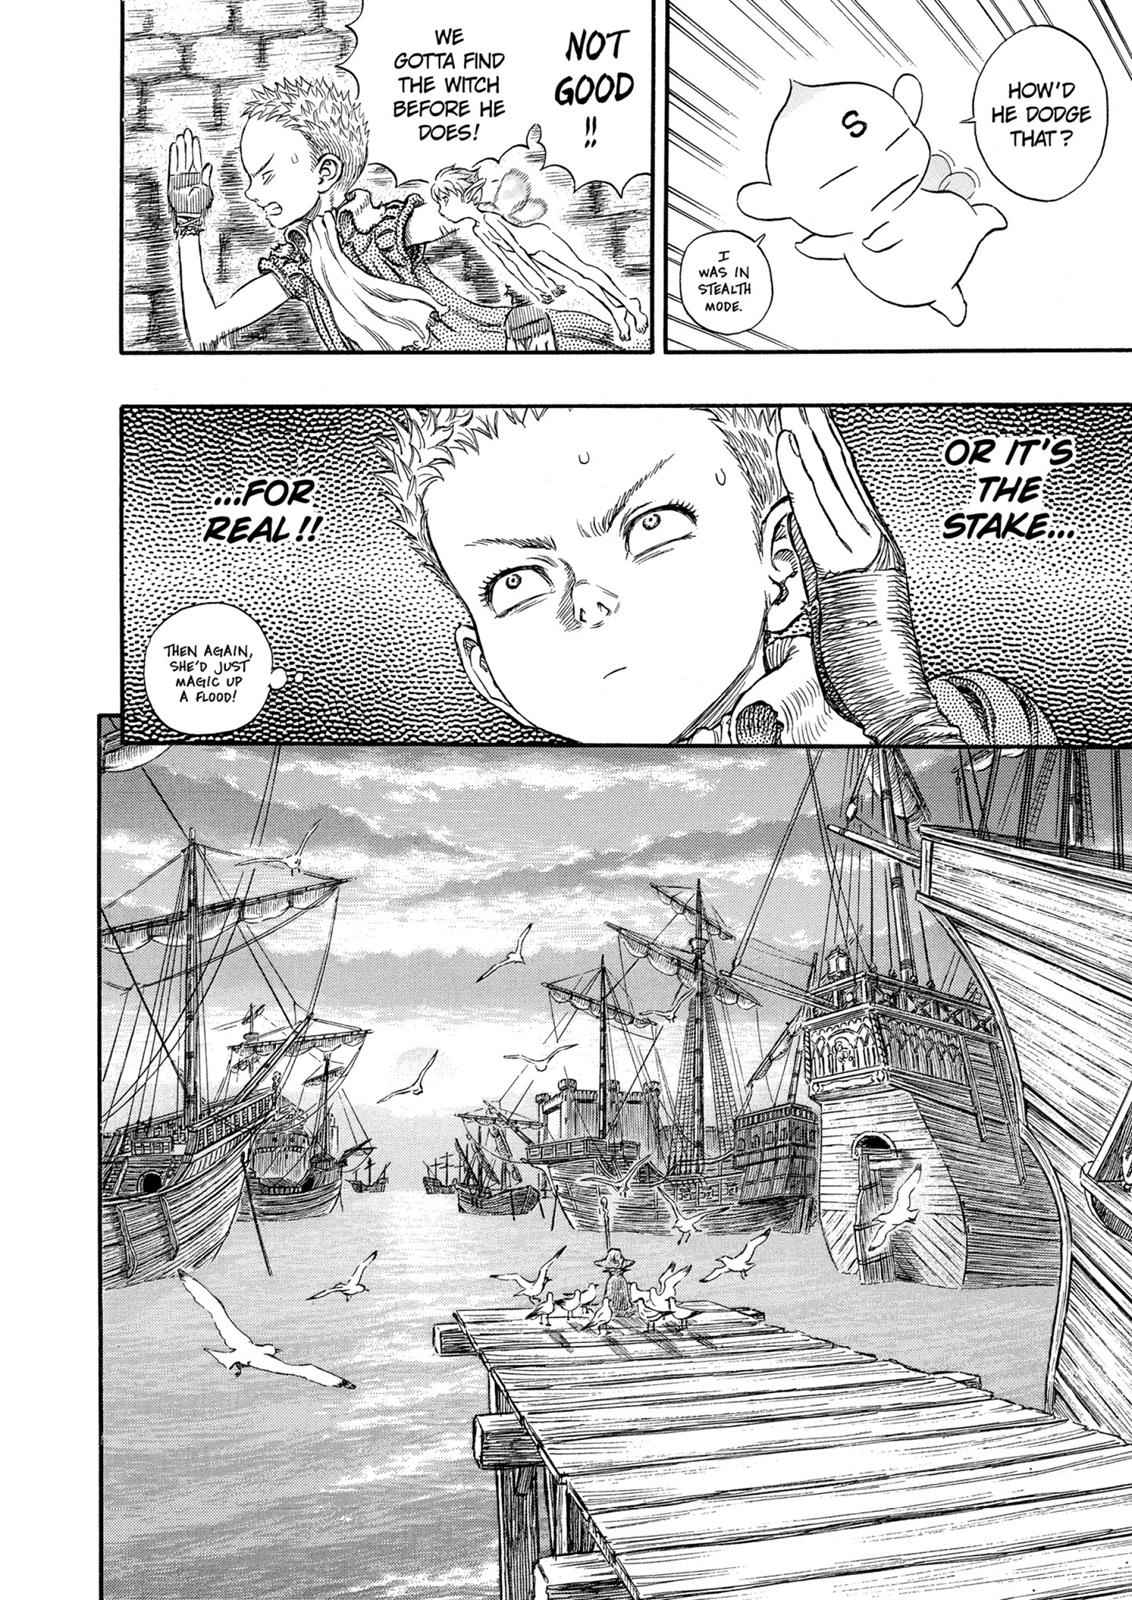 HOW'D
HE DODGE
THAT?
S
I
WAS IN
STEALTH
MODE.
NOT
GOOD
!!
WE
GOTTA FIND
THE WITCH
BEFORE HE
DOES!
OR IT'S
THE
STAKE...
...FOR
REAL!!
THEN AGAIN,
SHE'D JUST
MAGIC UP
A FLOOD!